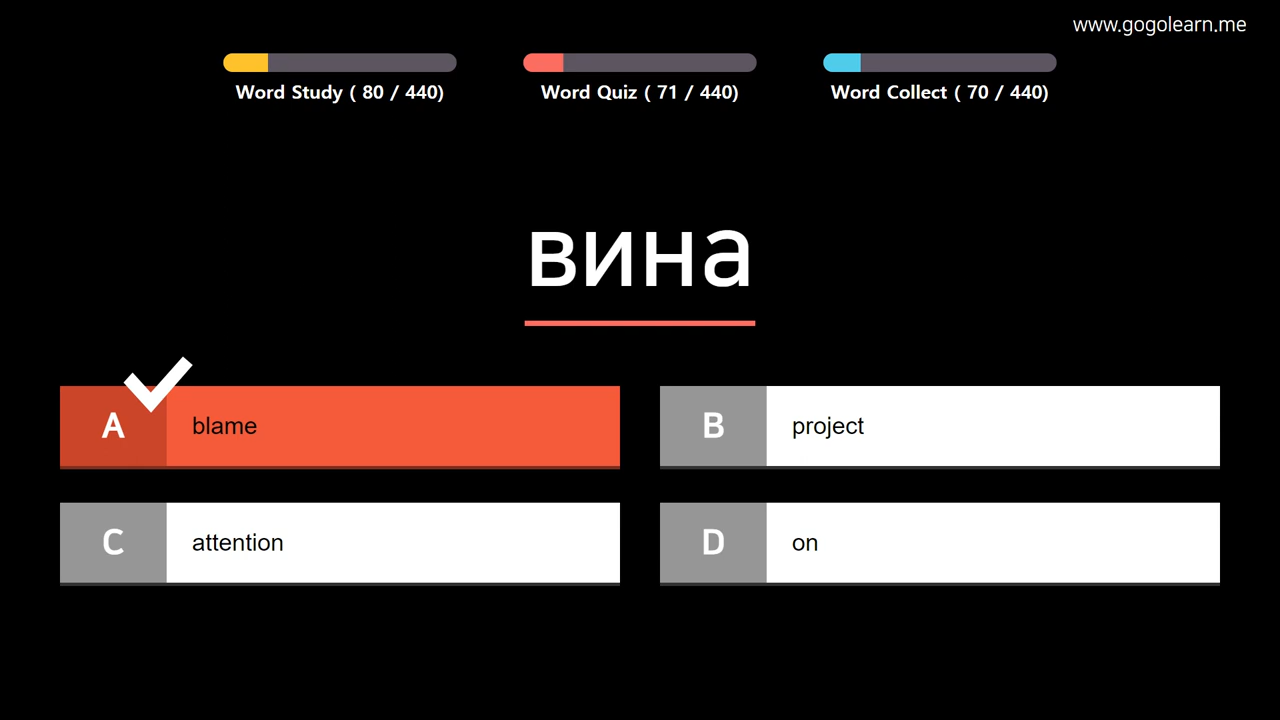 www.gogolearn.me
Word Study ( 80 / 440)
Word Quiz ( 71 / 440)
Word Collect ( 70 / 440)
вина
A blame
B project
C attention
D on